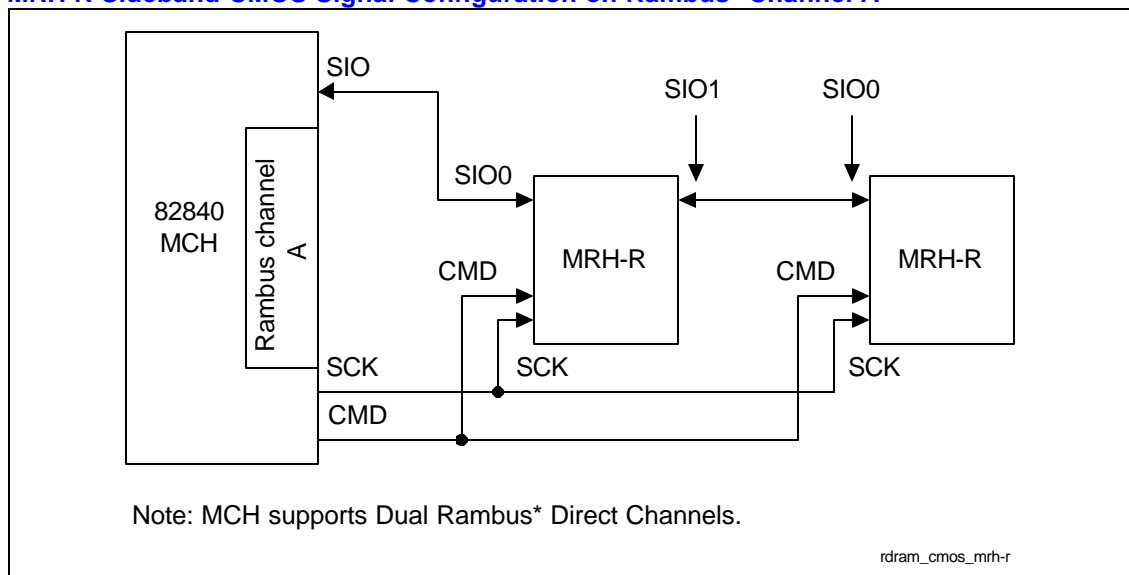 MRH-R Sideband CMOS Signal Configuration on Rambus* Channel A
SIO
SIO1
SIO0
SIO0
82840
MCH
Rambus channel
A
MRH-R
MRH-R
CMD
CMD
SCK
SCK
SCK
CMD
Note: MCH supports Dual Rambus* Direct Channels.
rdram_cmos_mrh-r